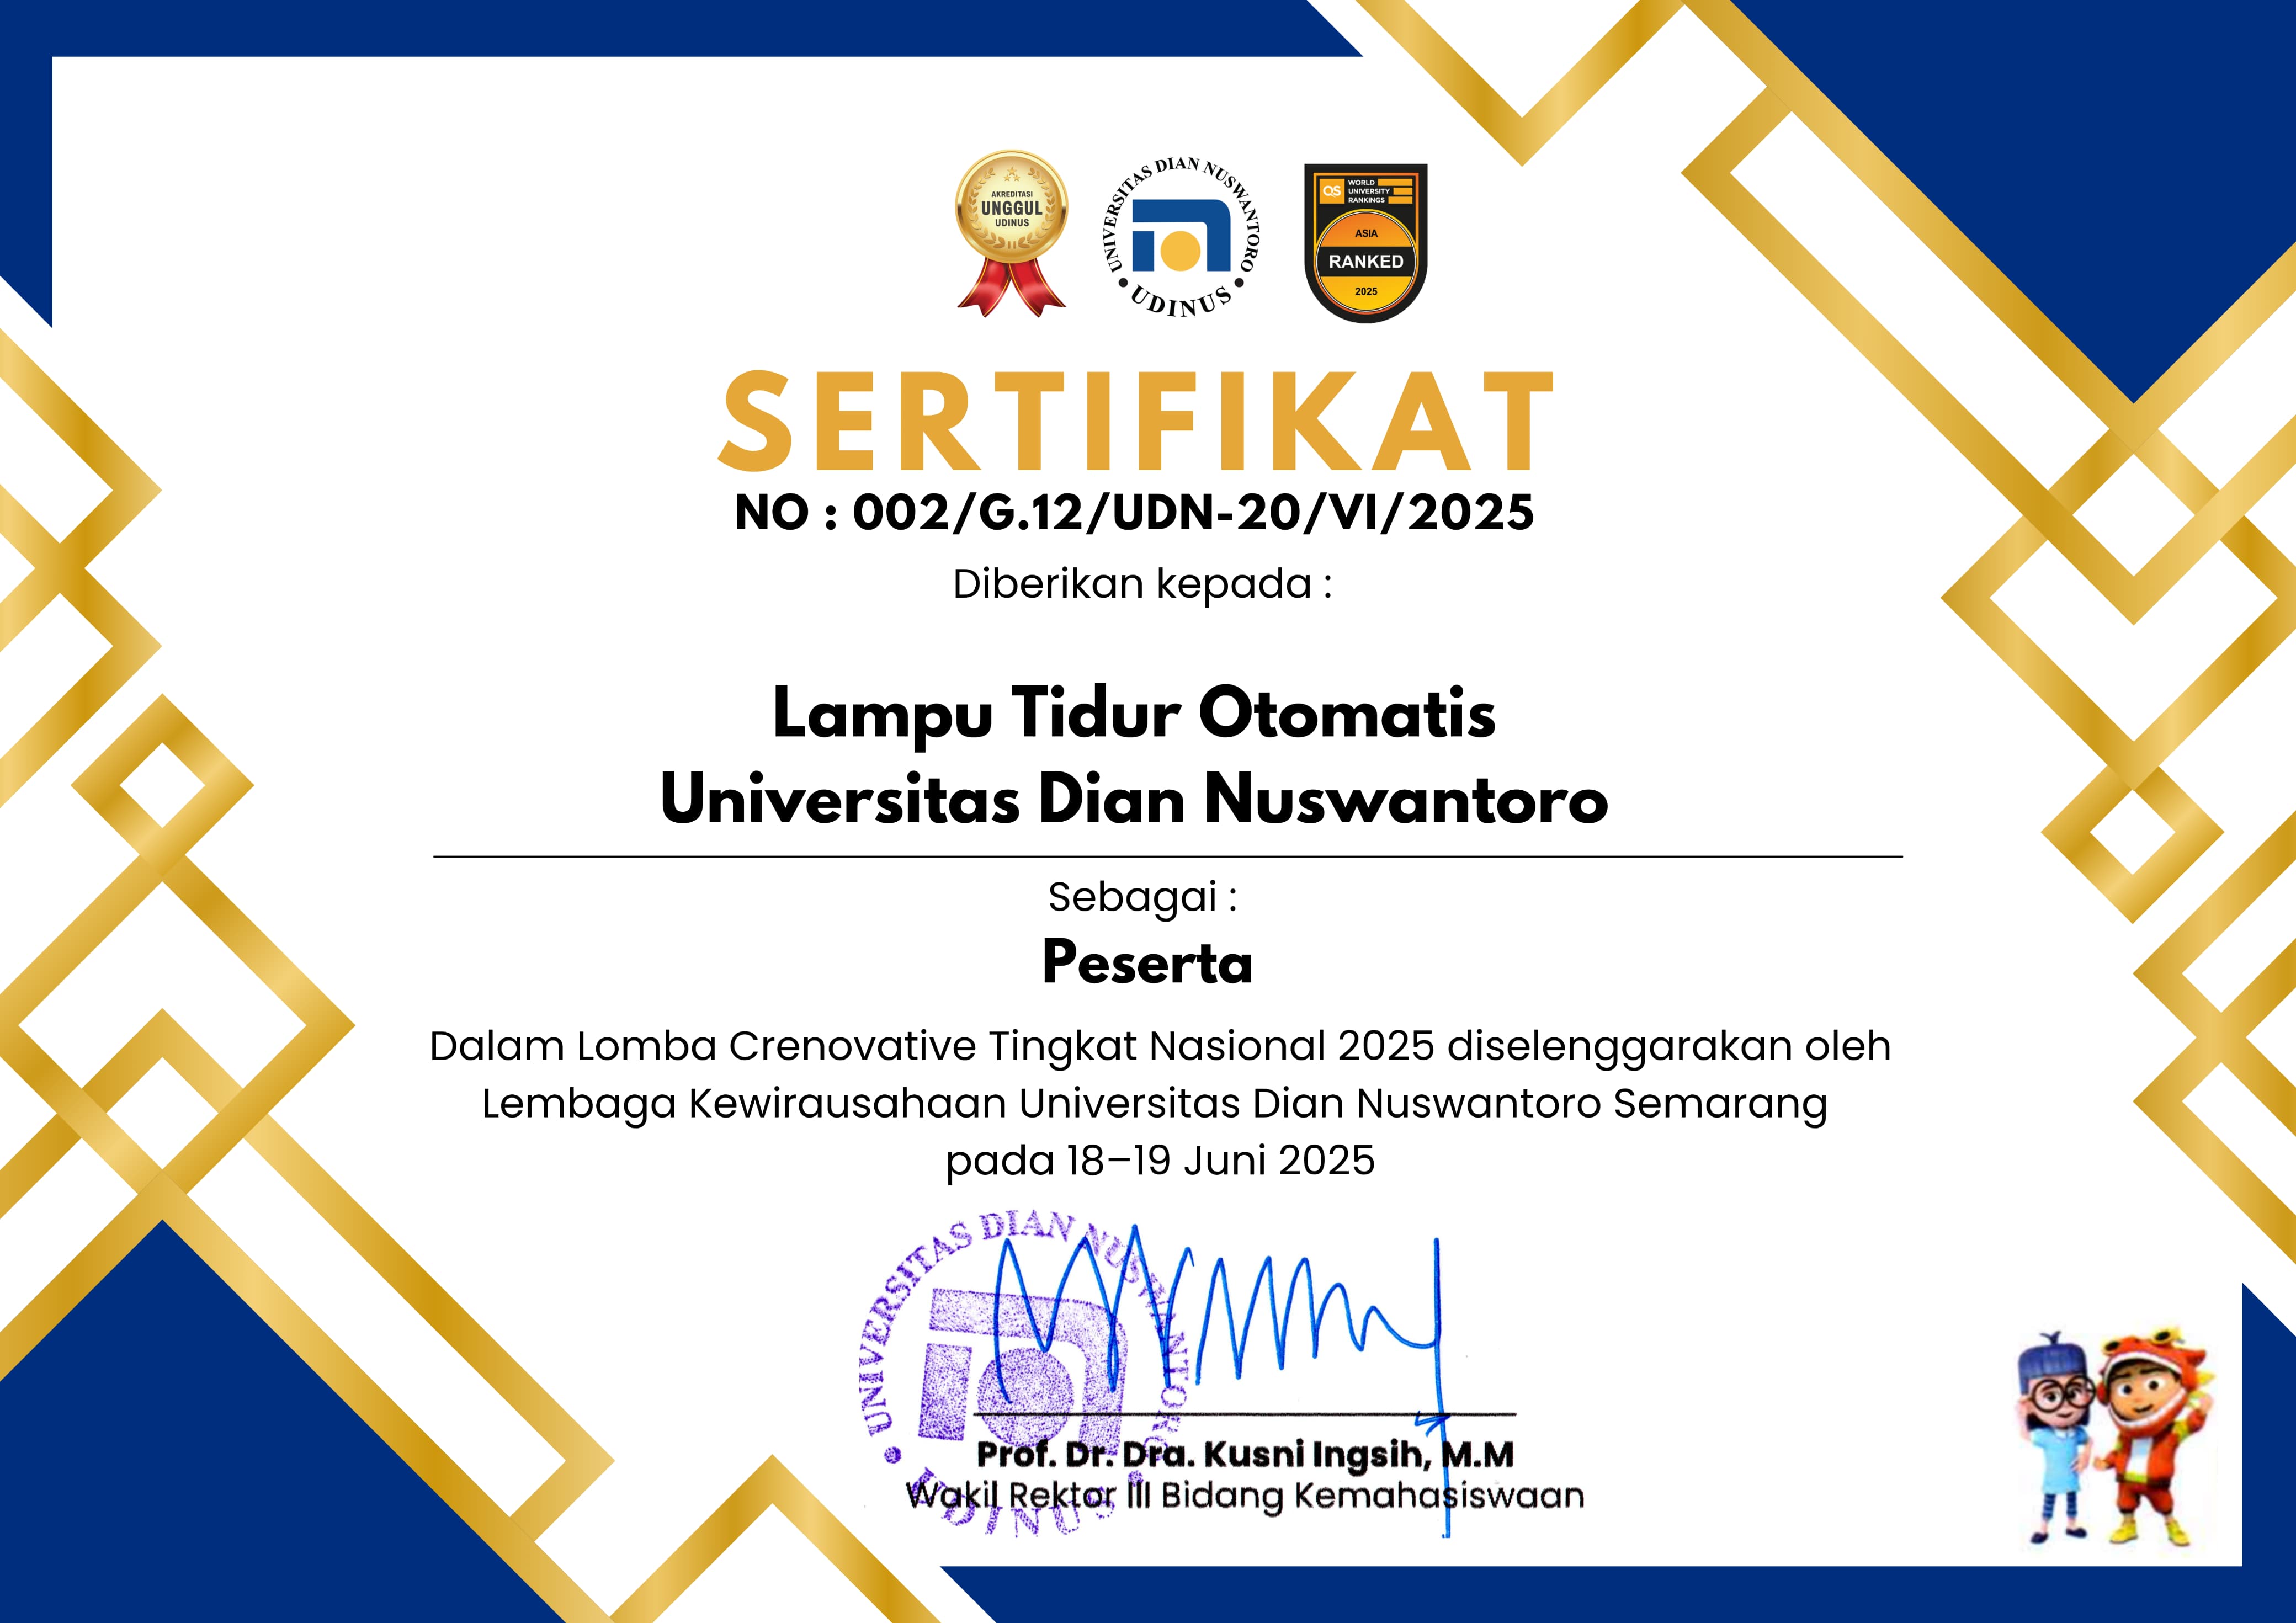 AKREDITASI
UNGGUL
UDINUS
UNIVERSITAS DIAN NUSWANTORO
UDINUS
QS WORLD
UNIVERSITY
RANKINGS
ASIA
RANKED
2025
SERTIFIKAT
NO : 002/G.12/UDN-20/VI/2025
Diberikan kepada :
Lampu Tidur Otomatis
Universitas Dian Nuswantoro
Sebagai :
Peserta
Dalam Lomba Crenovative Tingkat Nasional 2025 diselenggarakan oleh
Lembaga Kewirausahaan Universitas Dian Nuswantoro Semarang
pada 18–19 Juni 2025
UNIVERSITAS DIAN NUSWANTORO
UDINUS
Prof. Dr. Dra. Kusni Ingsih, M.M
Wakil Rektor III Bidang Kemahasiswaan